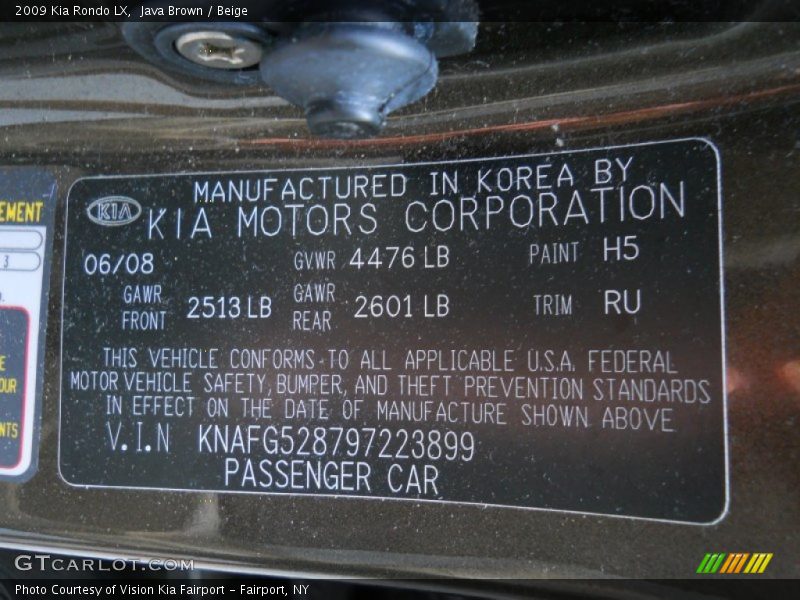 2009 Kia Rondo LX, Java Brown / Beige
EMENT
3
E
OUR
NTS
KIA
MANUFACTURED IN KOREA BY
KIA MOTORS CORPORATION
06/08 GVWR 4476 LB PAINT H5
GAWR FRONT 2513 LB GAWR REAR 2601 LB TRIM RU
THIS VEHICLE CONFORMS TO ALL APPLICABLE U.S.A. FEDERAL
MOTOR VEHICLE SAFETY, BUMPER, AND THEFT PREVENTION STANDARDS
IN EFFECT ON THE DATE OF MANUFACTURE SHOWN ABOVE.
V.I.N KNAFG528797223899
PASSENGER CAR
GTCARLOT.COM
Photo Courtesy of Vision Kia Fairport - Fairport, NY